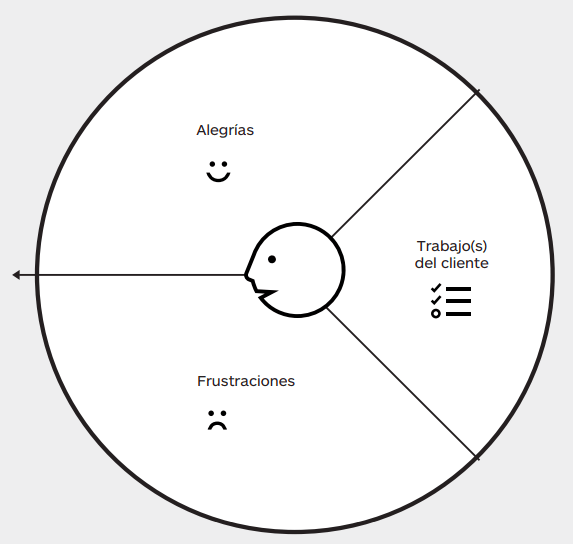 Alegrías
Trabajo(s)
del cliente
Frustraciones